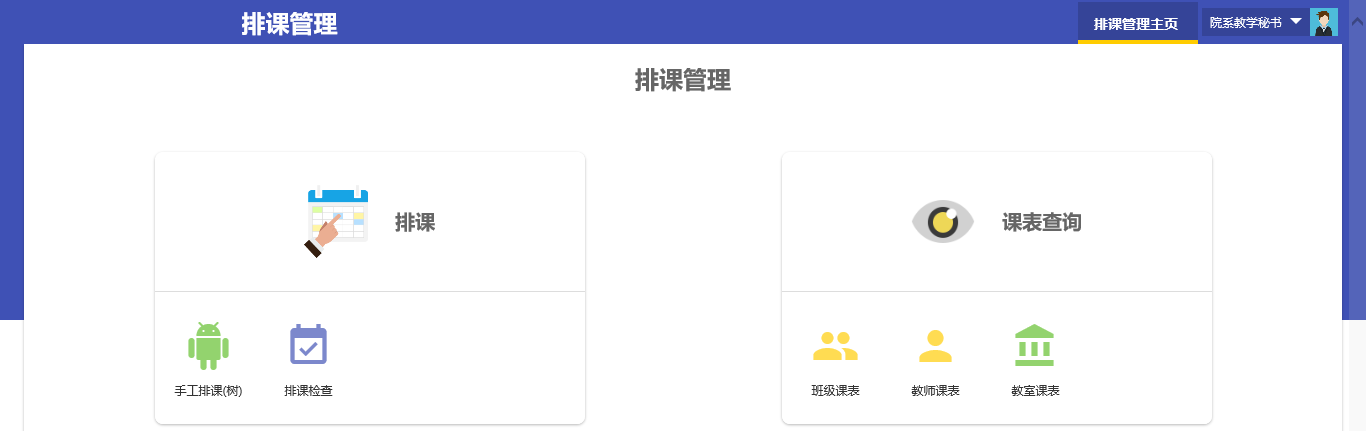 排课管理
排课管理主页
院系教学秘书
排课管理
排课
课表查询
手工排课(树)
排课检查
班级课表
教师课表
教室课表